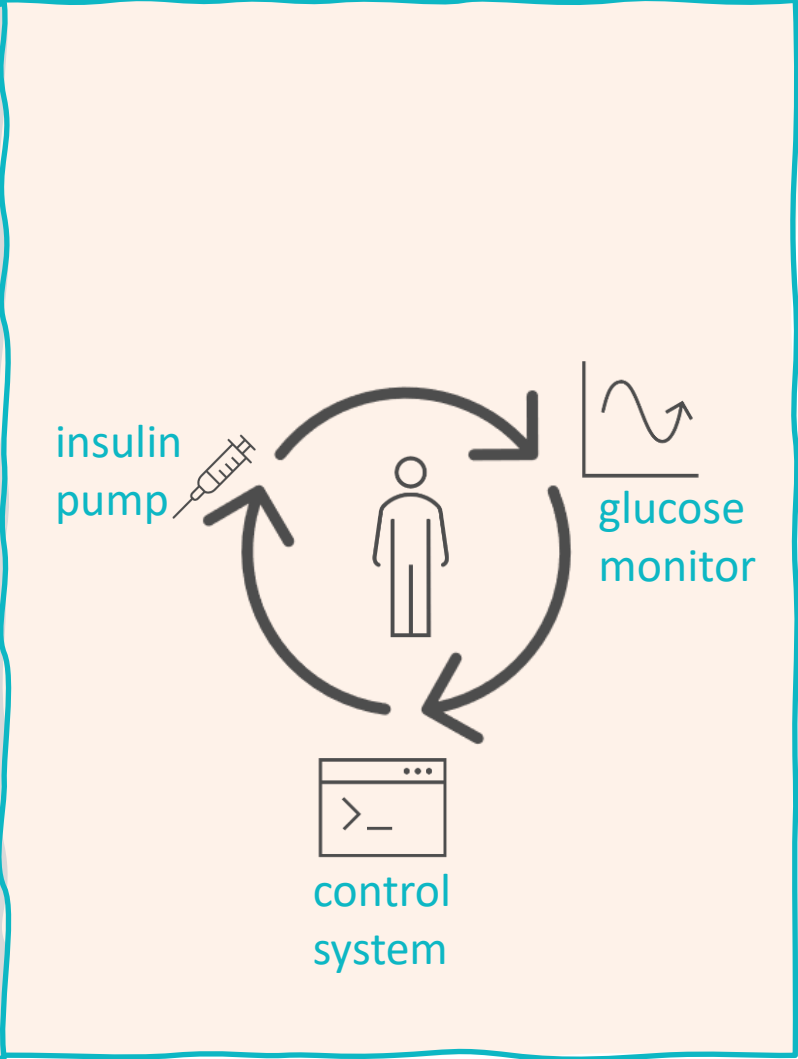 insulin
pump
glucose
monitor
control
system